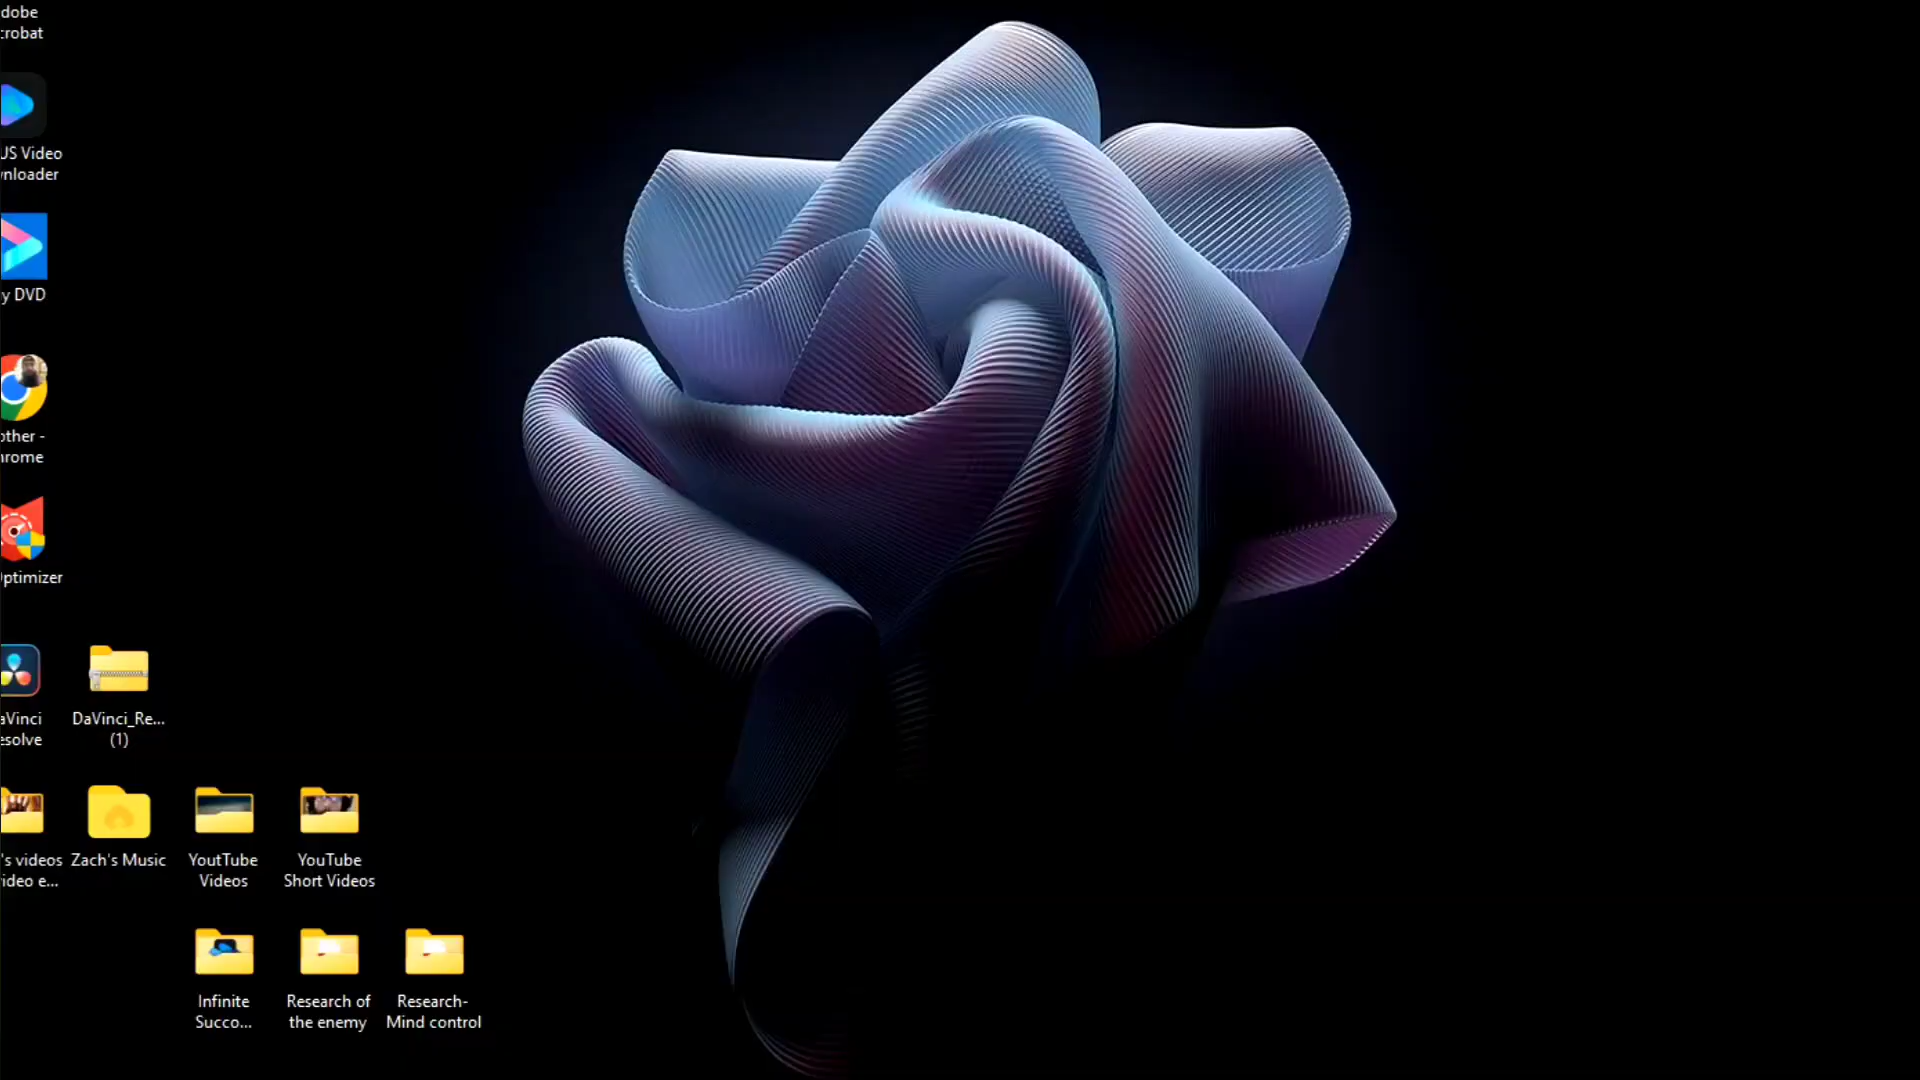 dobe
crobat
US Video
nloader
y DVD
other -
rome
ptimizer
aVinci
esolve
DaVinci_Re...
(1)
's videos
ideo e...
Zach's Music
YoutTube
Videos
YouTube
Short Videos
Infinite
Succo...
Research of
the enemy
Research-
Mind control